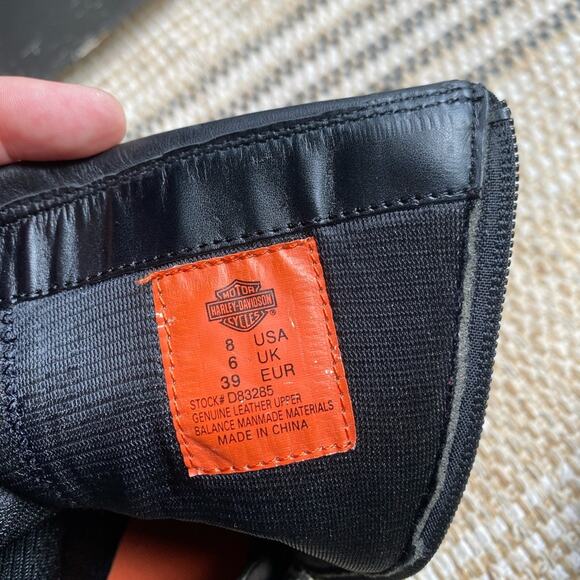 MOTOR
HARLEY-DAVIDSON
CYCLES®
8 USA
6 UK
39 EUR
STOCK# D83285
GENUINE LEATHER UPPER
BALANCE MANMADE MATERIALS
MADE IN CHINA